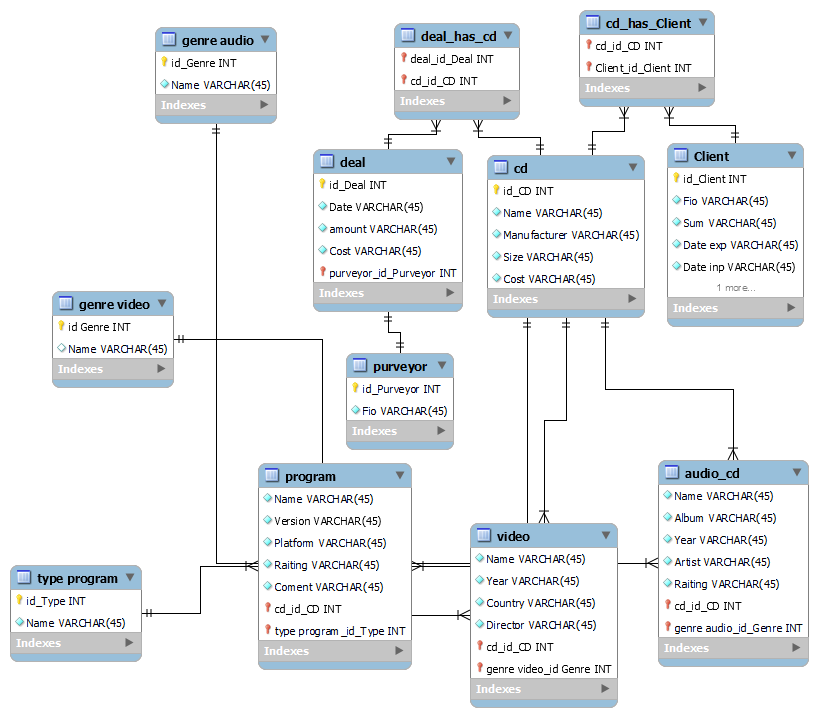 genre audio
id_Genre INT
Name VARCHAR(45)
Indexes
deal_has_cd
deal_id_Deal INT
cd_id_CD INT
Indexes
cd_has_Client
cd_id_CD INT
Client_id_Client INT
Indexes
deal
id_Deal INT
Date VARCHAR(45)
amount VARCHAR(45)
Cost VARCHAR(45)
purveyor_id_Purveyor INT
Indexes
cd
id_CD INT
Name VARCHAR(45)
Manufacturer VARCHAR(45)
Size VARCHAR(45)
Cost VARCHAR(45)
Indexes
Client
id_Client INT
Fio VARCHAR(45)
Sum VARCHAR(45)
Date exp VARCHAR(45)
Date inp VARCHAR(45)
1 more...
Indexes
genre video
id Genre INT
Name VARCHAR(45)
Indexes
purveyor
id_Purveyor INT
Fio VARCHAR(45)
Indexes
program
Name VARCHAR(45)
Version VARCHAR(45)
Platform VARCHAR(45)
Raiting VARCHAR(45)
Coment VARCHAR(45)
cd_id_CD INT
type program_id_Type INT
Indexes
audio_cd
Name VARCHAR(45)
Album VARCHAR(45)
Year VARCHAR(45)
Artist VARCHAR(45)
Raiting VARCHAR(45)
cd_id_CD INT
genre audio_id_Genre INT
Indexes
video
Name VARCHAR(45)
Year VARCHAR(45)
Country VARCHAR(45)
Director VARCHAR(45)
cd_id_CD INT
genre video_id Genre INT
Indexes
type program
id_Type INT
Name VARCHAR(45)
Indexes